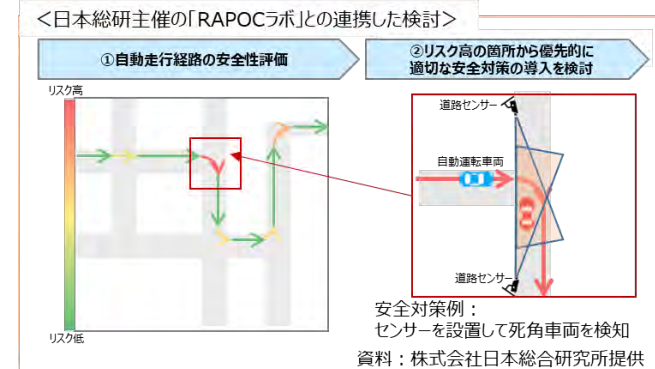 ＜日本総研主催の「RAPOCラボ」との連携した検討＞
①自動走行経路の安全性評価
②リスク高の箇所から優先的に
適切な安全対策の導入を検討
リスク高
リスク低
道路センサー
自動運転車両
道路センサー
安全対策例：
センサーを設置して死角車両を検知
資料：株式会社日本総合研究所提供